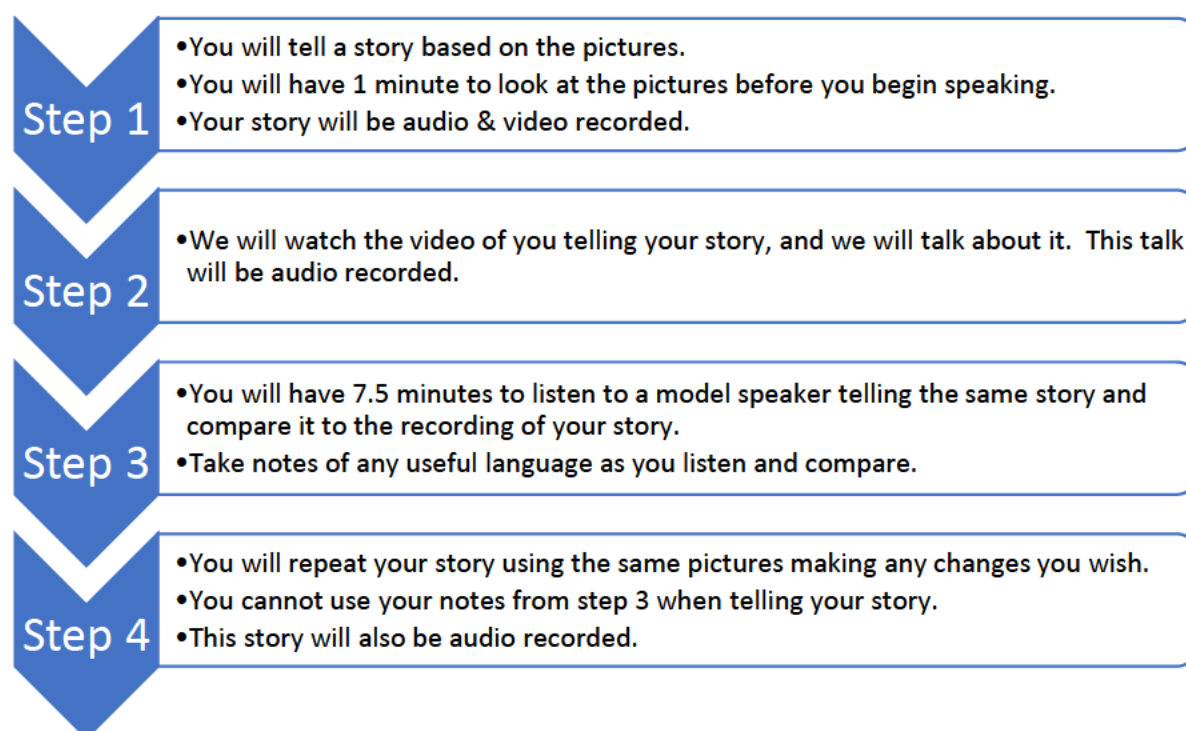 Step 1
•You will tell a story based on the pictures.
•You will have 1 minute to look at the pictures before you begin speaking.
•Your story will be audio & video recorded.
Step 2
•We will watch the video of you telling your story, and we will talk about it.  This talk
will be audio recorded.
Step 3
•You will have 7.5 minutes to listen to a model speaker telling the same story and
compare it to the recording of your story.
•Take notes of any useful language as you listen and compare.
Step 4
•You will repeat your story using the same pictures making any changes you wish.
•You cannot use your notes from step 3 when telling your story.
•This story will also be audio recorded.